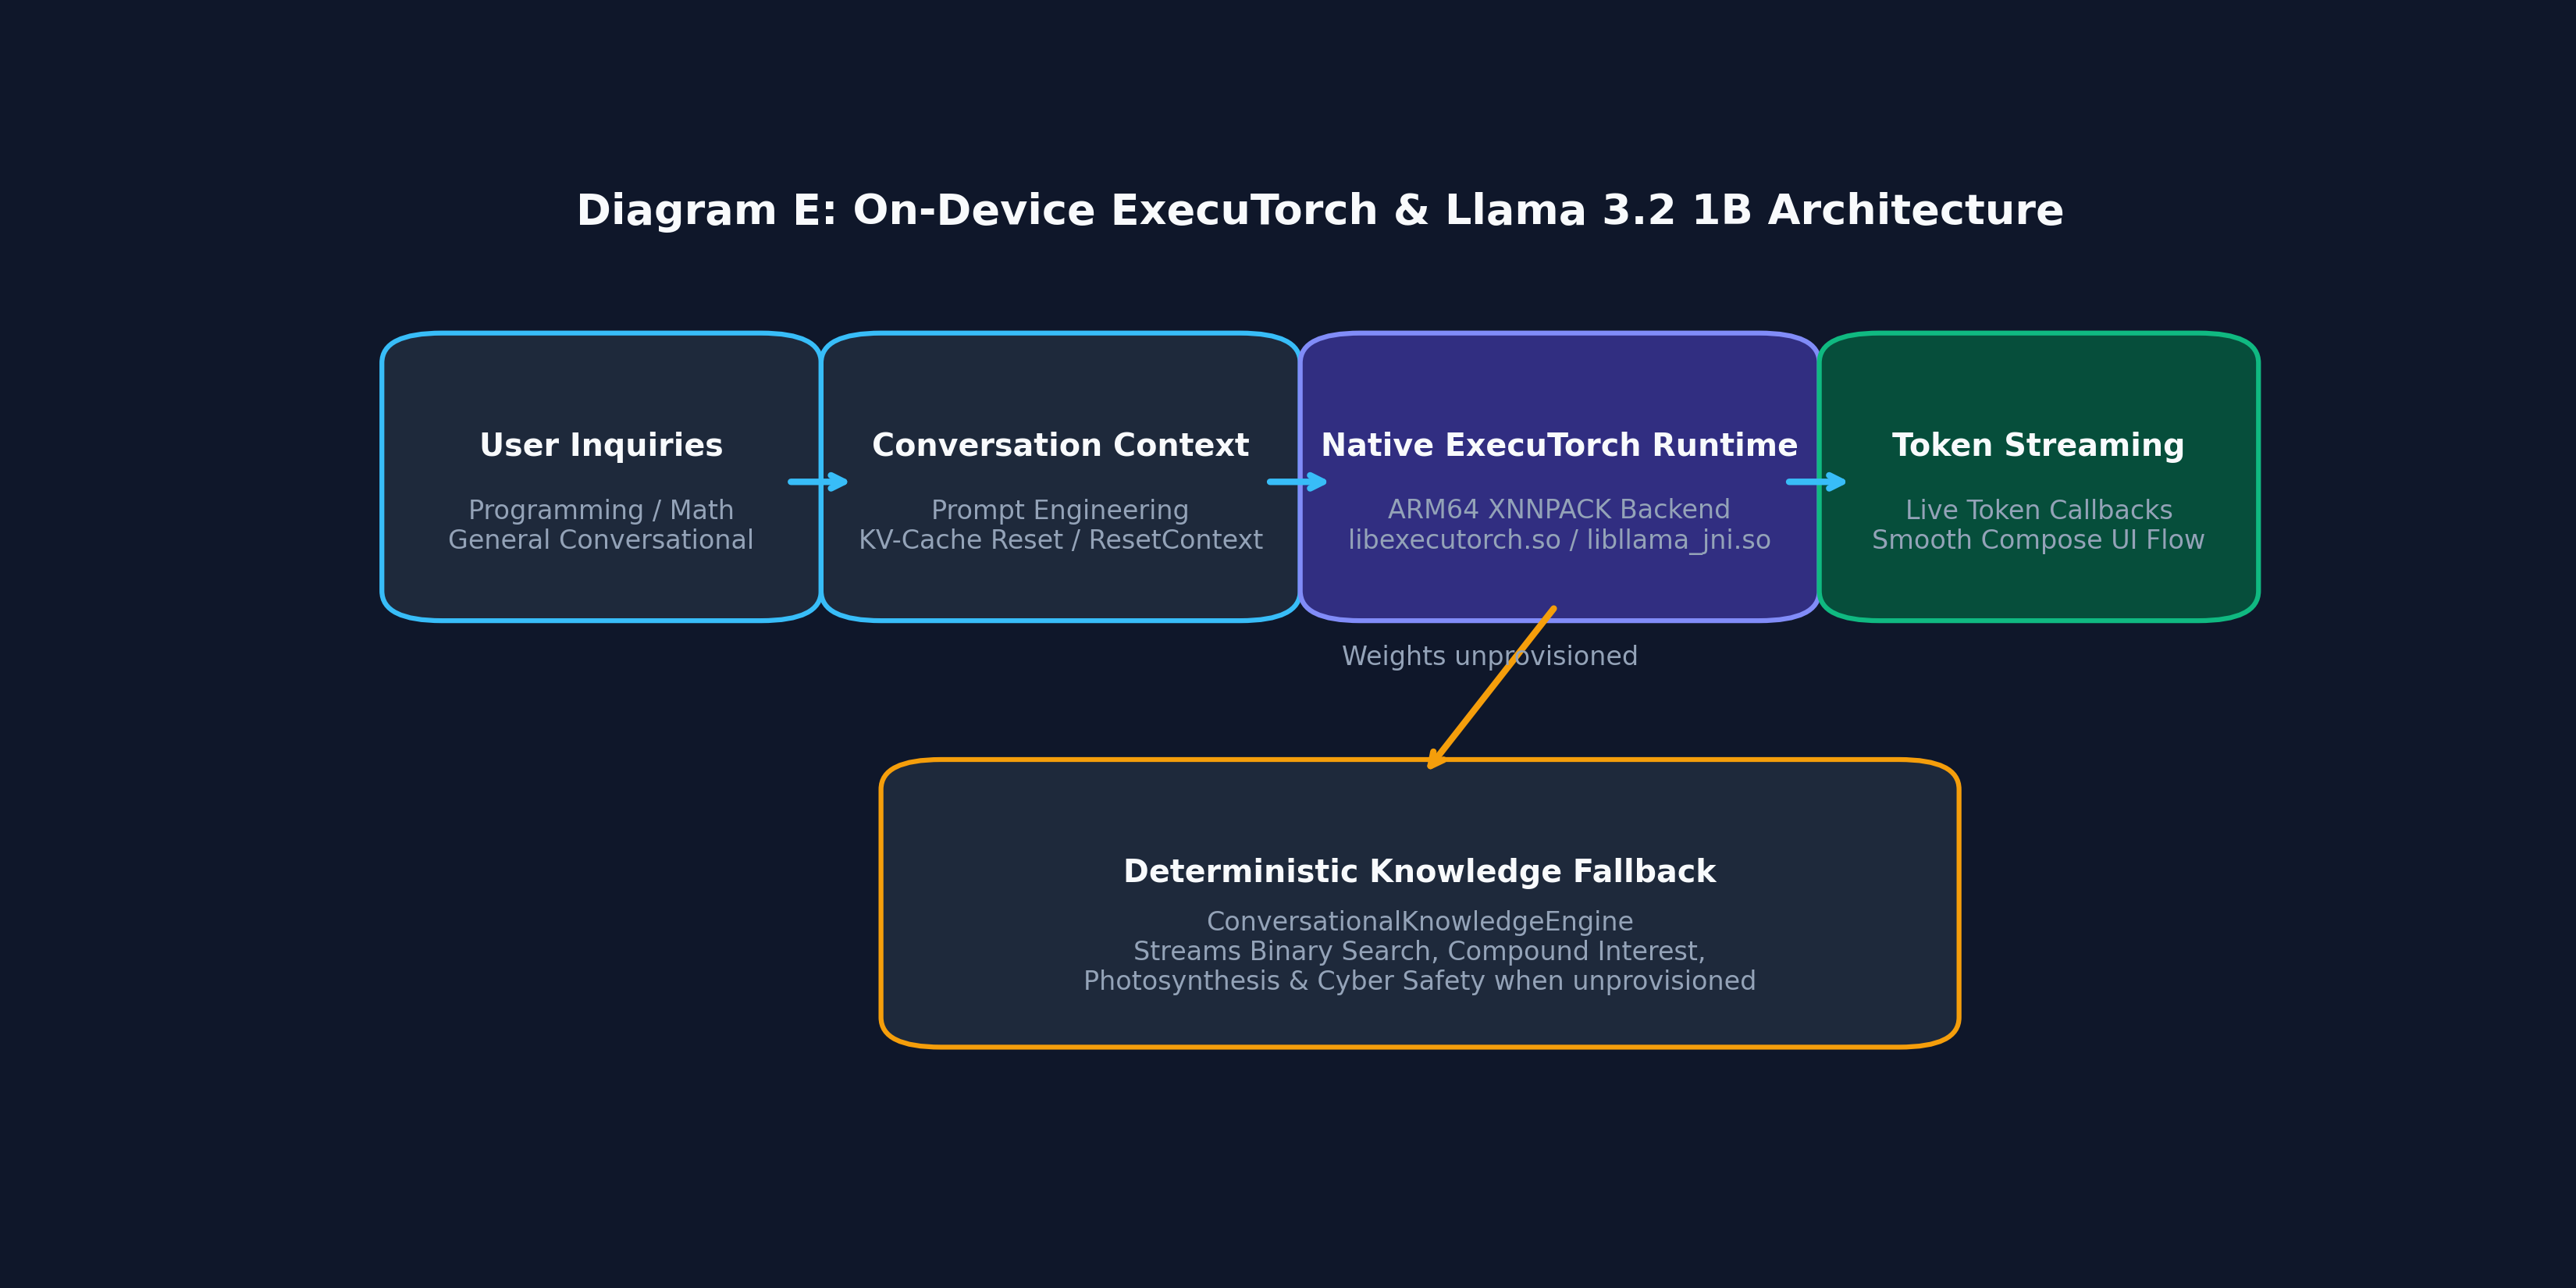 Diagram E: On-Device ExecuTorch & Llama 3.2 1B Architecture
User Inquiries
Programming / Math
General Conversational
Conversation Context
Prompt Engineering
KV-Cache Reset / ResetContext
Native ExecuTorch Runtime
ARM64 XNNPACK Backend
libexecutorch.so / libllama_jni.so
Token Streaming
Live Token Callbacks
Smooth Compose UI Flow
Weights unprovisioned
Deterministic Knowledge Fallback
ConversationalKnowledgeEngine
Streams Binary Search, Compound Interest,
Photosynthesis & Cyber Safety when unprovisioned